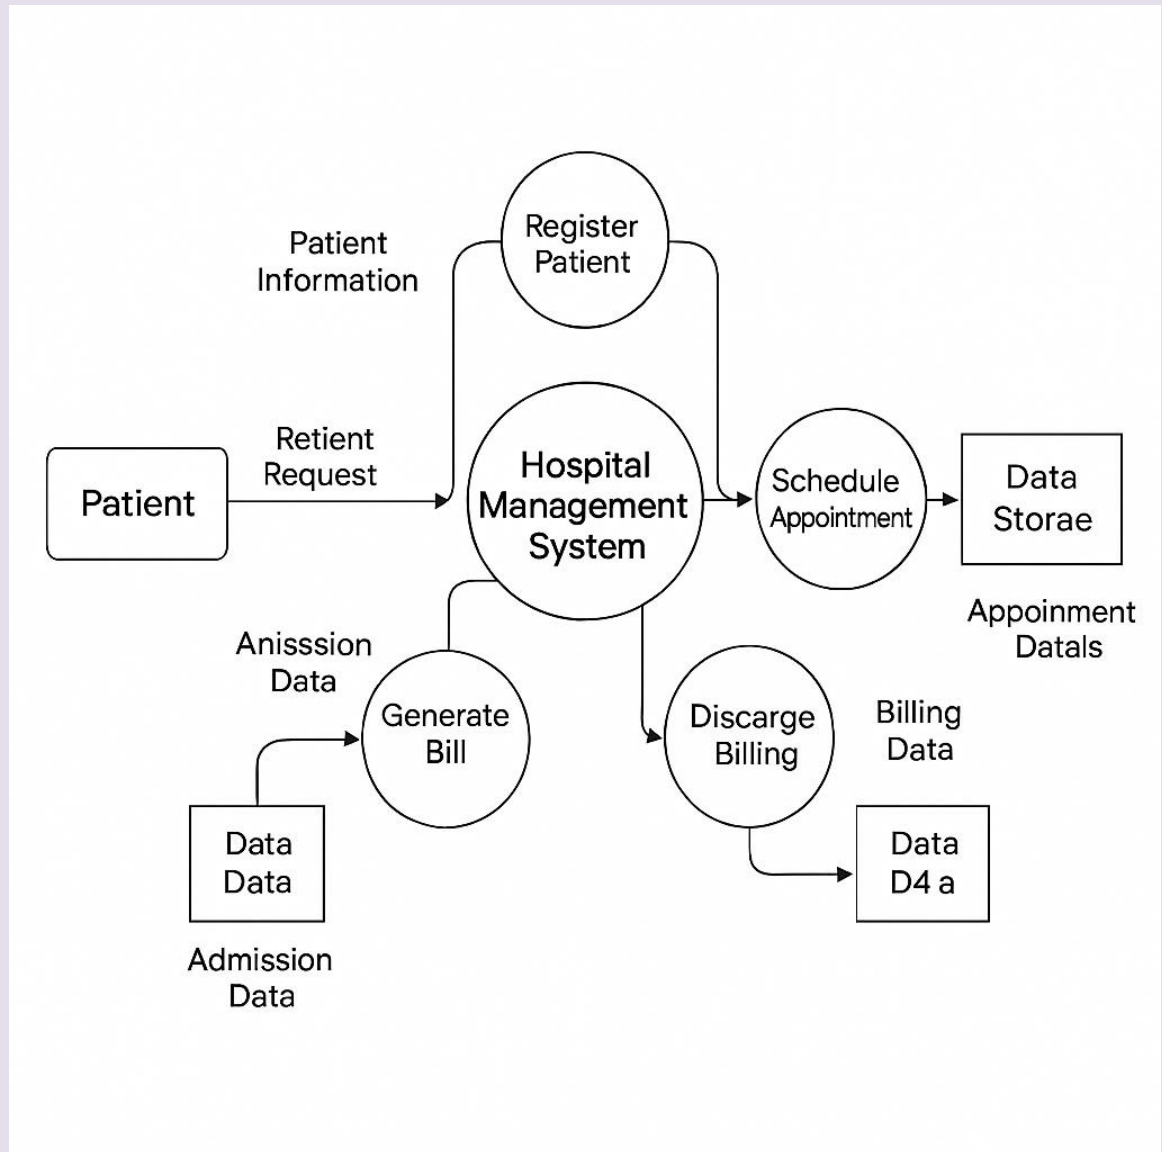 Register
Patient
Patient
Information
Retient
Request
Patient
Hospital
Management
System
Schedule
Appointment
Data
Storae
Appoinment
Datals
Anisssion
Data
Generate
Bill
Discarge
Billing
Billing
Data
Data
Data
Data
D4 a
Admission
Data